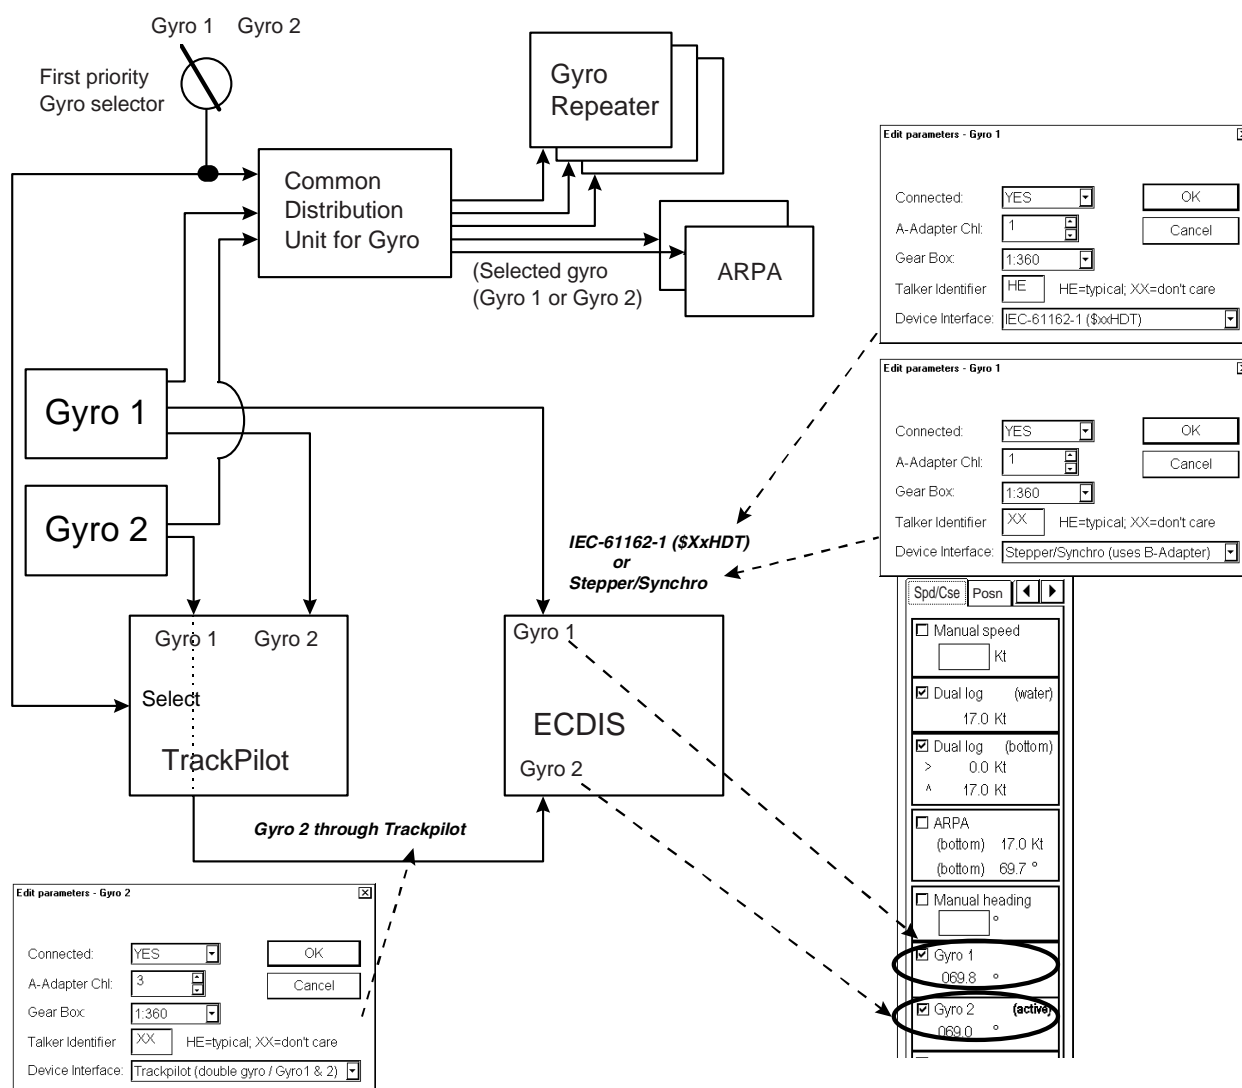 Gyro 1 Gyro 2
First priority
Gyro selector
Gyro
Repeater
Common
Distribution
Unit for Gyro
(Selected gyro
(Gyro 1 or Gyro 2)
ARPA
Gyro 1
Gyro 2
Edit parameters - Gyro 1
Connected: YES OK
A-Adapter Chl: 1 Cancel
Gear Box: 1:360
Talker Identifier HE HE=typical; XX=don't care
Device Interface: IEC-61162-1 ($xxHDT)
Edit parameters - Gyro 1
Connected: YES OK
A-Adapter Chl: 1 Cancel
Gear Box: 1:360
Talker Identifier XX HE=typical; XX=don't care
Device Interface: Stepper/Synchro (uses B-Adapter)
IEC-61162-1 ($XxHDT)
or
Stepper/Synchro
Gyro 1 Gyro 2
Select
TrackPilot
Gyro 1
ECDIS
Gyro 2
Gyro 2 through Trackpilot
Spd/Cse Posn
Manual speed
Kt
Dual log (water)
17.0 Kt
Dual log (bottom)
> 0.0 Kt
^ 17.0 Kt
ARPA
(bottom) 17.0 Kt
(bottom) 69.7 °
Manual heading
°
Gyro 1
069.8 °
Gyro 2 (active)
069.0 °
Edit parameters - Gyro 2
Connected: YES OK
A-Adapter Chl: 3 Cancel
Gear Box: 1:360
Talker Identifier XX HE=typical; XX=don't care
Device Interface: Trackpilot (double gyro / Gyro1 & 2)